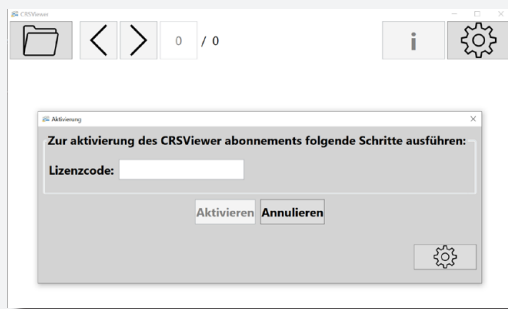 CRSViewer
0 / 0
i
Aktivierung
Zur aktivierung des CRSViewer abonnements folgende Schritte ausführen:
Lizenzcode:
Aktivieren Annulieren